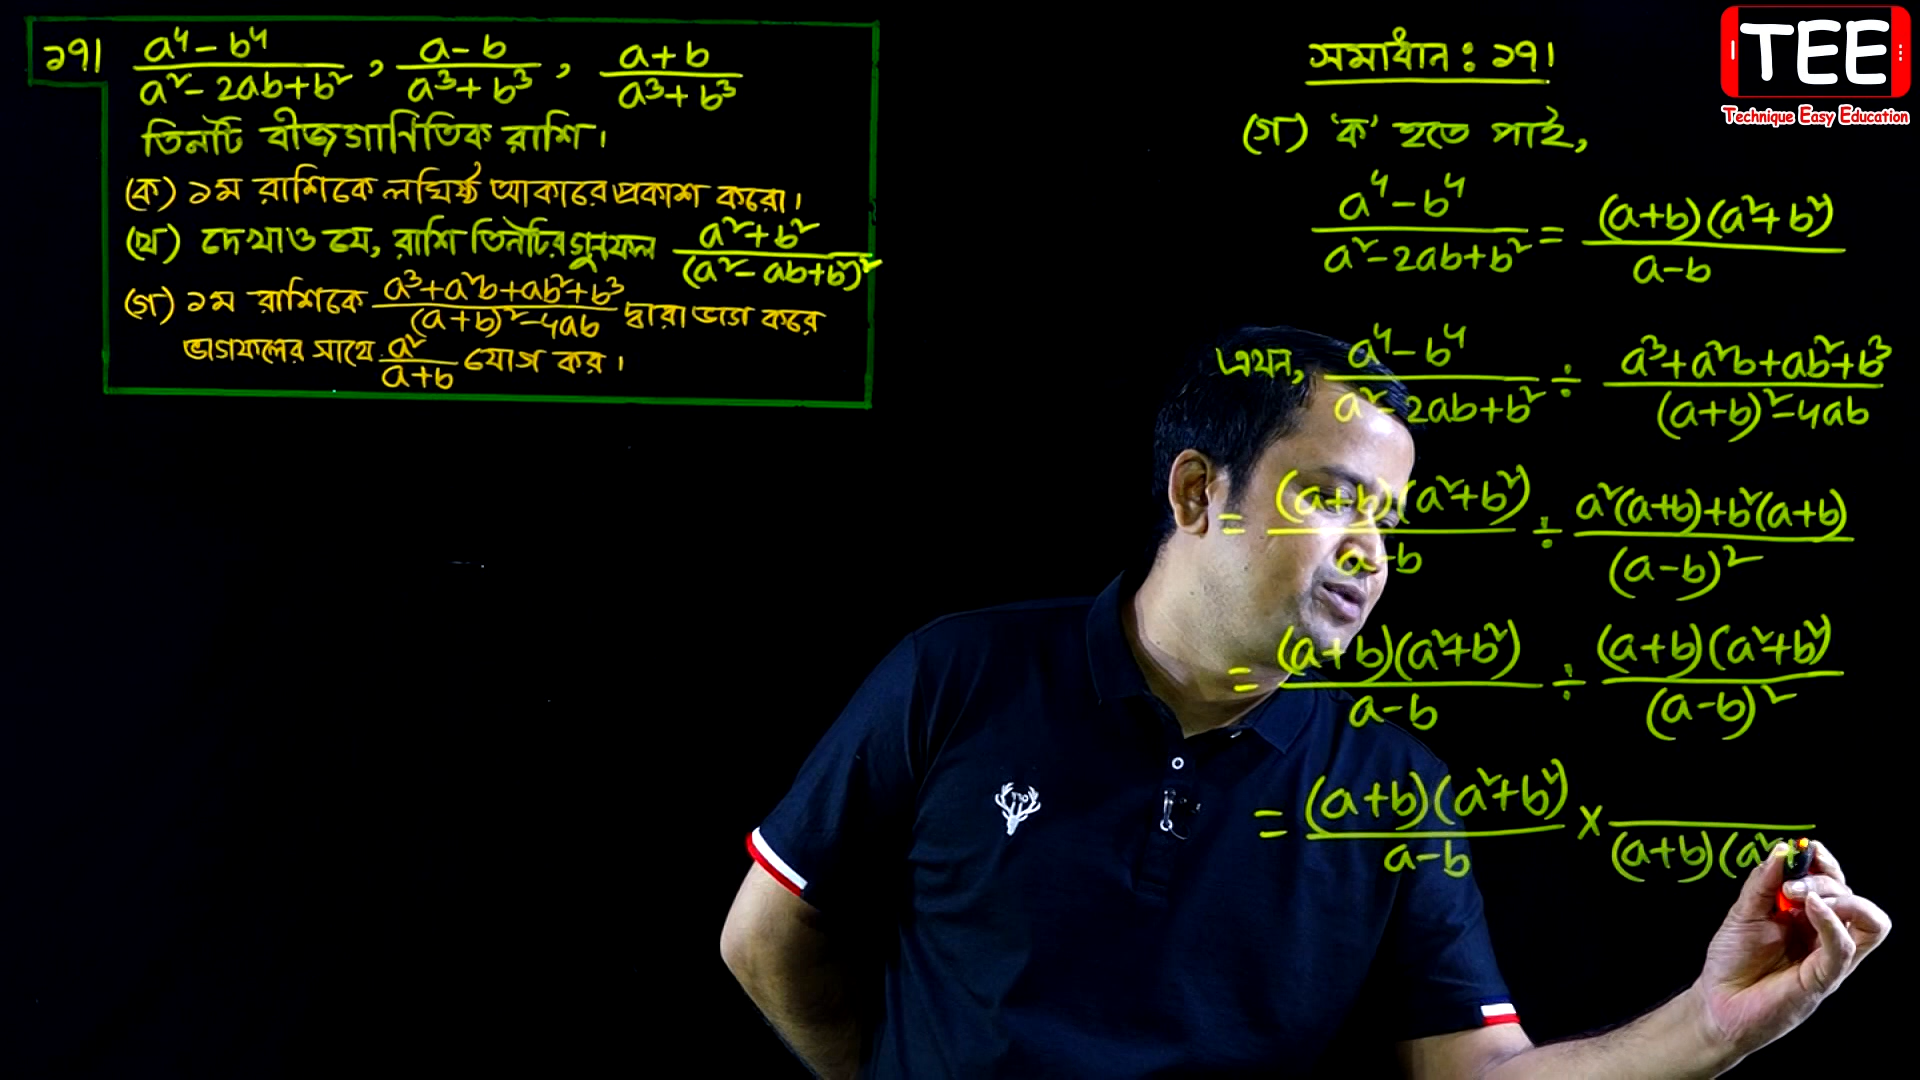 ১৭। a⁴-b⁴/a²-2ab+b², a-b/a³+b³, a+b/a³+b³
তিনটি বীজগাণিতিক রাশি।
(ক) ১ম রাশিকে লঘিষ্ঠ আকারে প্রকাশ করো।
(খ) দেখাও যে, রাশি তিনটির গুনফল a²+b²/(a²-ab+b²)²
(গ) ১ম রাশিকে a³+a²b+ab²+b³/(a+b)²-4ab দ্বারা ভাগ করে
ভাগফলের সাথে a²/a+b যোগ কর।
সমাধান: ১৭।
(গ) 'ক' হতে পাই,
a⁴-b⁴/a²-2ab+b² = (a+b)(a²+b²)/a-b
এখন, a⁴-b⁴/a²-2ab+b² ÷ a³+a²b+ab²+b³/(a+b)²-4ab
= (a+b)(a²+b²)/a-b ÷ a²(a+b)+b²(a+b)/(a-b)²
= (a+b)(a²+b²)/a-b ÷ (a+b)(a²+b²)/(a-b)²
= (a+b)(a²+b²)/a-b × /(a+b)(a²+
TEE
Technique Easy Education